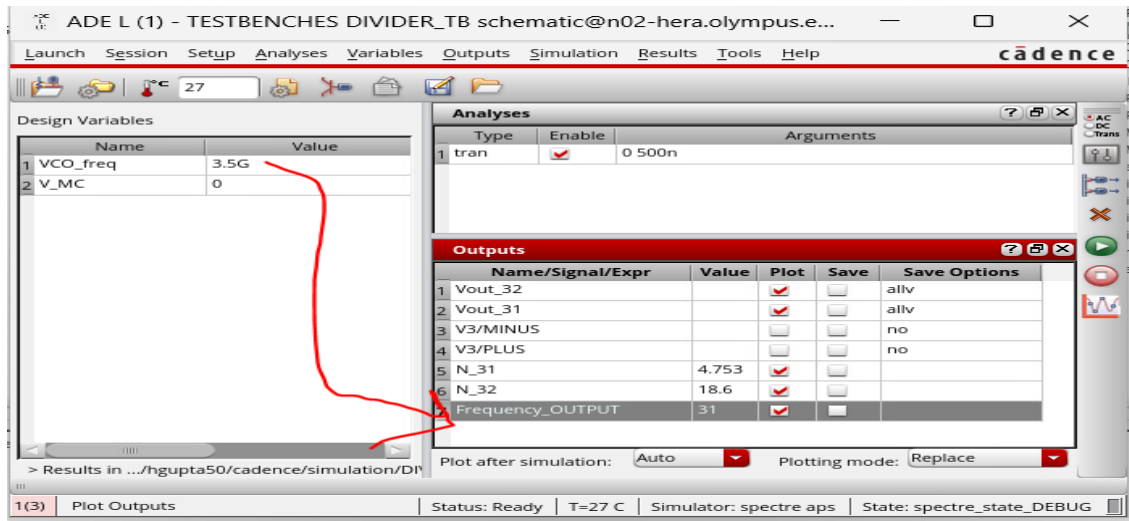 ADE L (1) - TESTBENCHES DIVIDER_TB schematic@n02-hera.olympus.e...
Launch Session Setup Analyses Variables Outputs Simulation Results Tools Help cādence
°C 27
Design Variables
Name Value
1 VCO_freq 3.5G
2 V_MC 0
> Results in .../hgupta50/cadence/simulation/DI
Analyses
Type Enable Arguments
1 tran 0 500n
Outputs
Name/Signal/Expr Value Plot Save Save Options
1 Vout_32 allv
2 Vout_31 allv
3 V3/MINUS no
4 V3/PLUS no
5 N_31 4.753
6 N_32 18.6
Frequency_OUTPUT 31
Plot after simulation: Auto Plotting mode: Replace
AC
DC
Trans
1(3) Plot Outputs Status: Ready T=27 C Simulator: spectre aps State: spectre_state_DEBUG